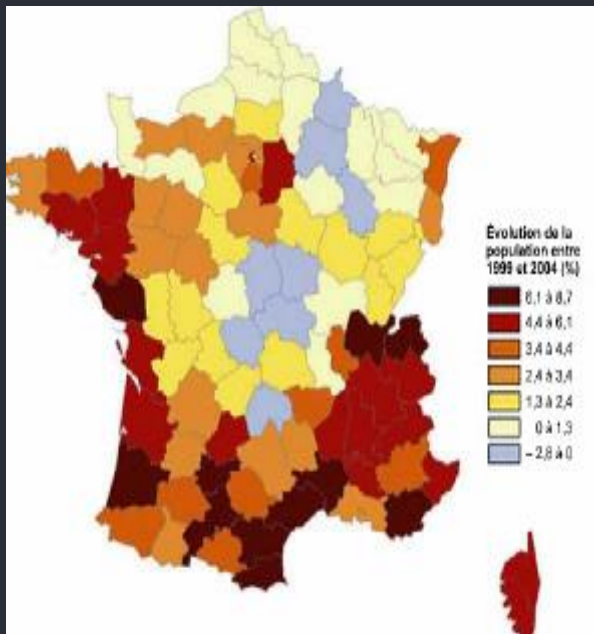 Évolution de la
population entre
1999 et 2004 (%)
6,1 à 8,7
4,4 à 6,1
3,4 à 4,4
2,4 à 3,4
1,3 à 2,4
0 à 1,3
– 2,8 à 0